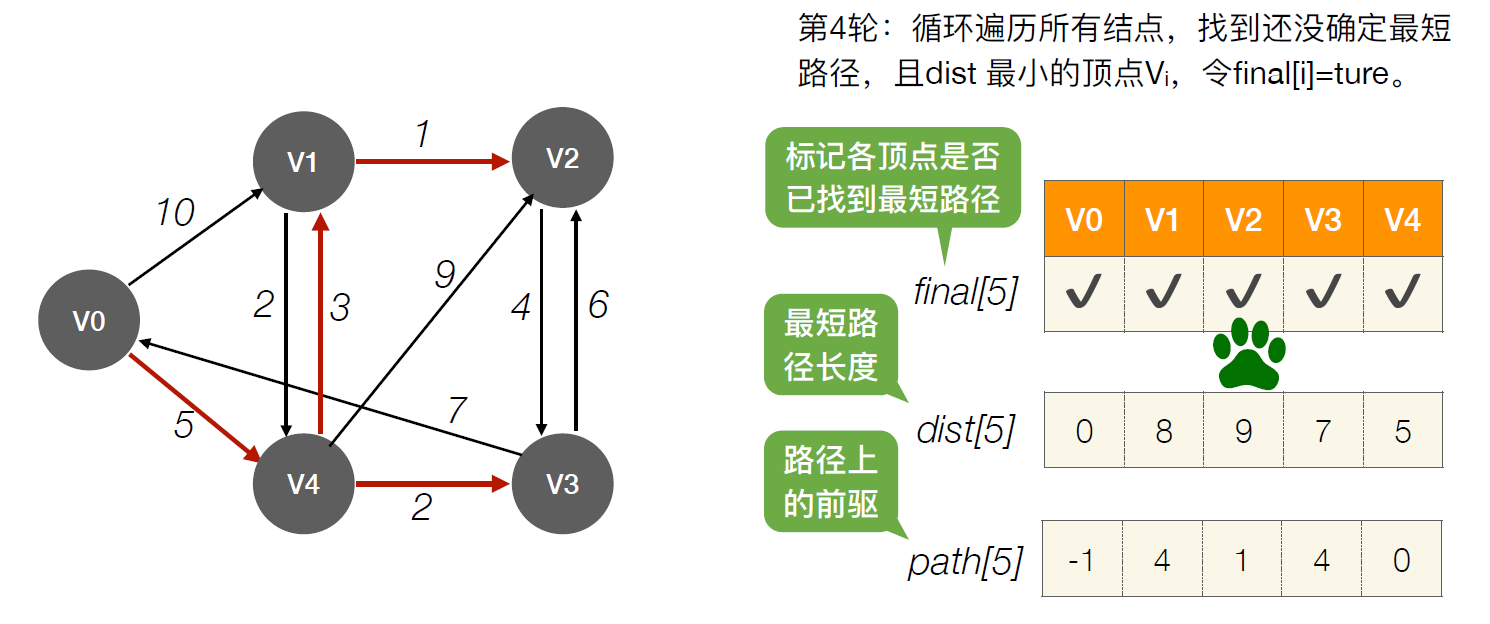 第4轮：循环遍历所有结点，找到还没确定最短
路径，且dist 最小的顶点Vi，令final[i]=ture。
标记各顶点是否
已找到最短路径
V0 V1 V2 V3 V4
final[5] ✓ ✓ ✓ ✓ ✓
最短路
径长度
dist[5] 0 8 9 7 5
路径上
的前驱
path[5] -1 4 1 4 0
1
V1
V2
10
2
3
9
4
6
V0
5
7
V4
V3
2